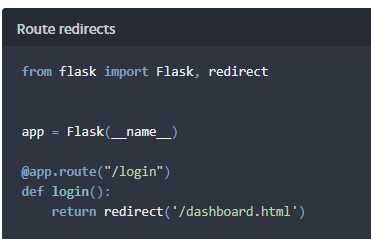 Route redirects
from flask import Flask, redirect
app = Flask(__name__)
@app.route("/login")
def login():
    return redirect('/dashboard.html')